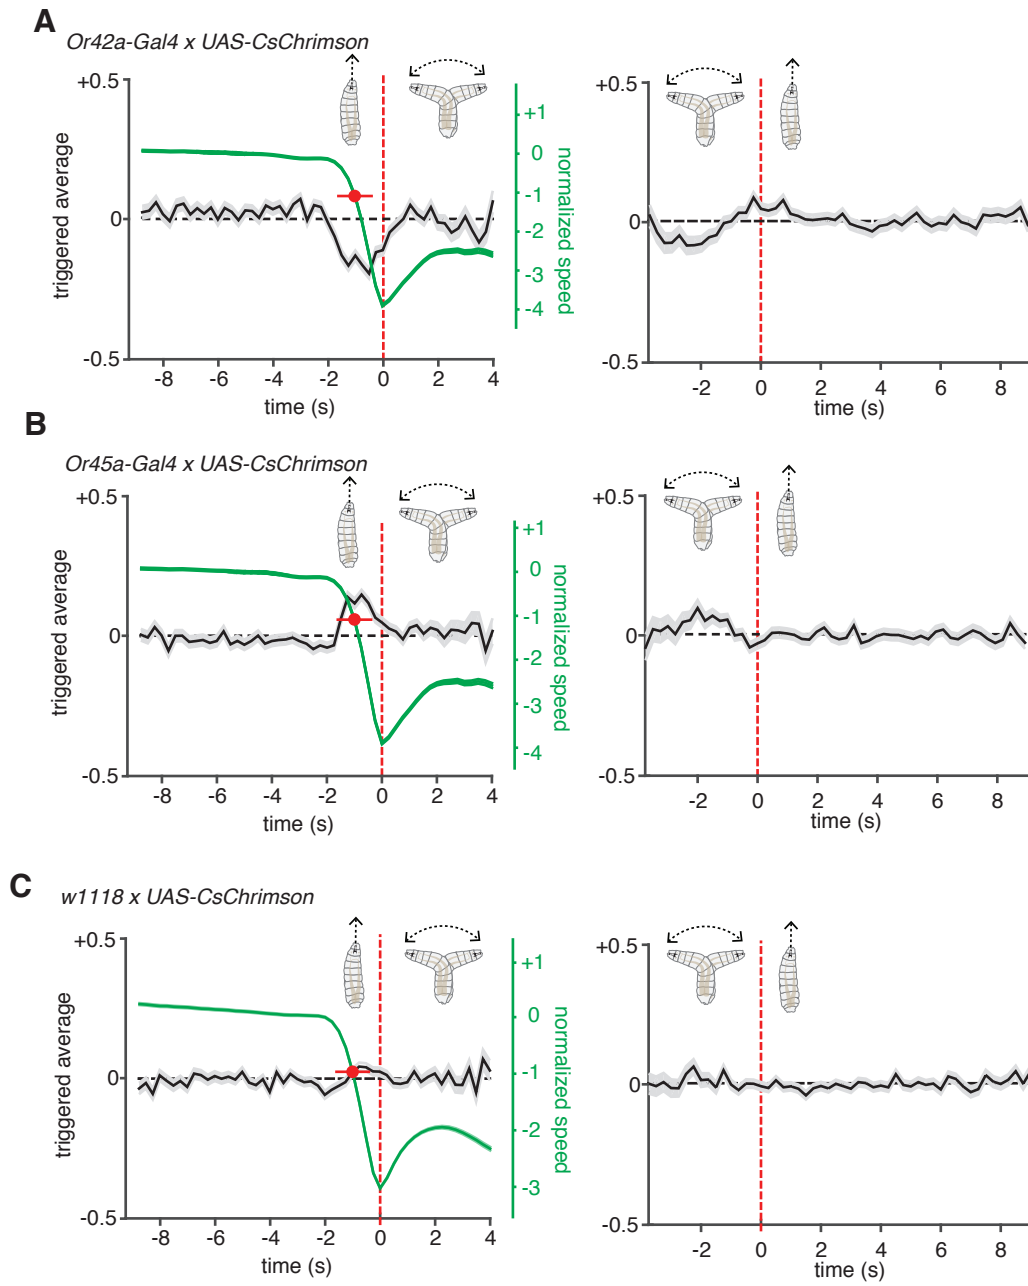 A
Or42a-Gal4 x UAS-CsChrimson
+0.5
0
-0.5
triggered average
-8 -6 -4 -2 0 2 4
time (s)
+1
0
-1
-2
-3
-4
normalized speed
+0.5
0
-0.5
-2 0 2 4 6 8
time (s)
B
Or45a-Gal4 x UAS-CsChrimson
+0.5
0
-0.5
triggered average
-8 -6 -4 -2 0 2 4
time (s)
+1
0
-1
-2
-3
-4
normalized speed
+0.5
0
-0.5
-2 0 2 4 6 8
time (s)
C
w1118 x UAS-CsChrimson
+0.5
0
-0.5
triggered average
-8 -6 -4 -2 0 2 4
time (s)
+1
0
-1
-2
-3
normalized speed
+0.5
0
-0.5
-2 0 2 4 6 8
time (s)